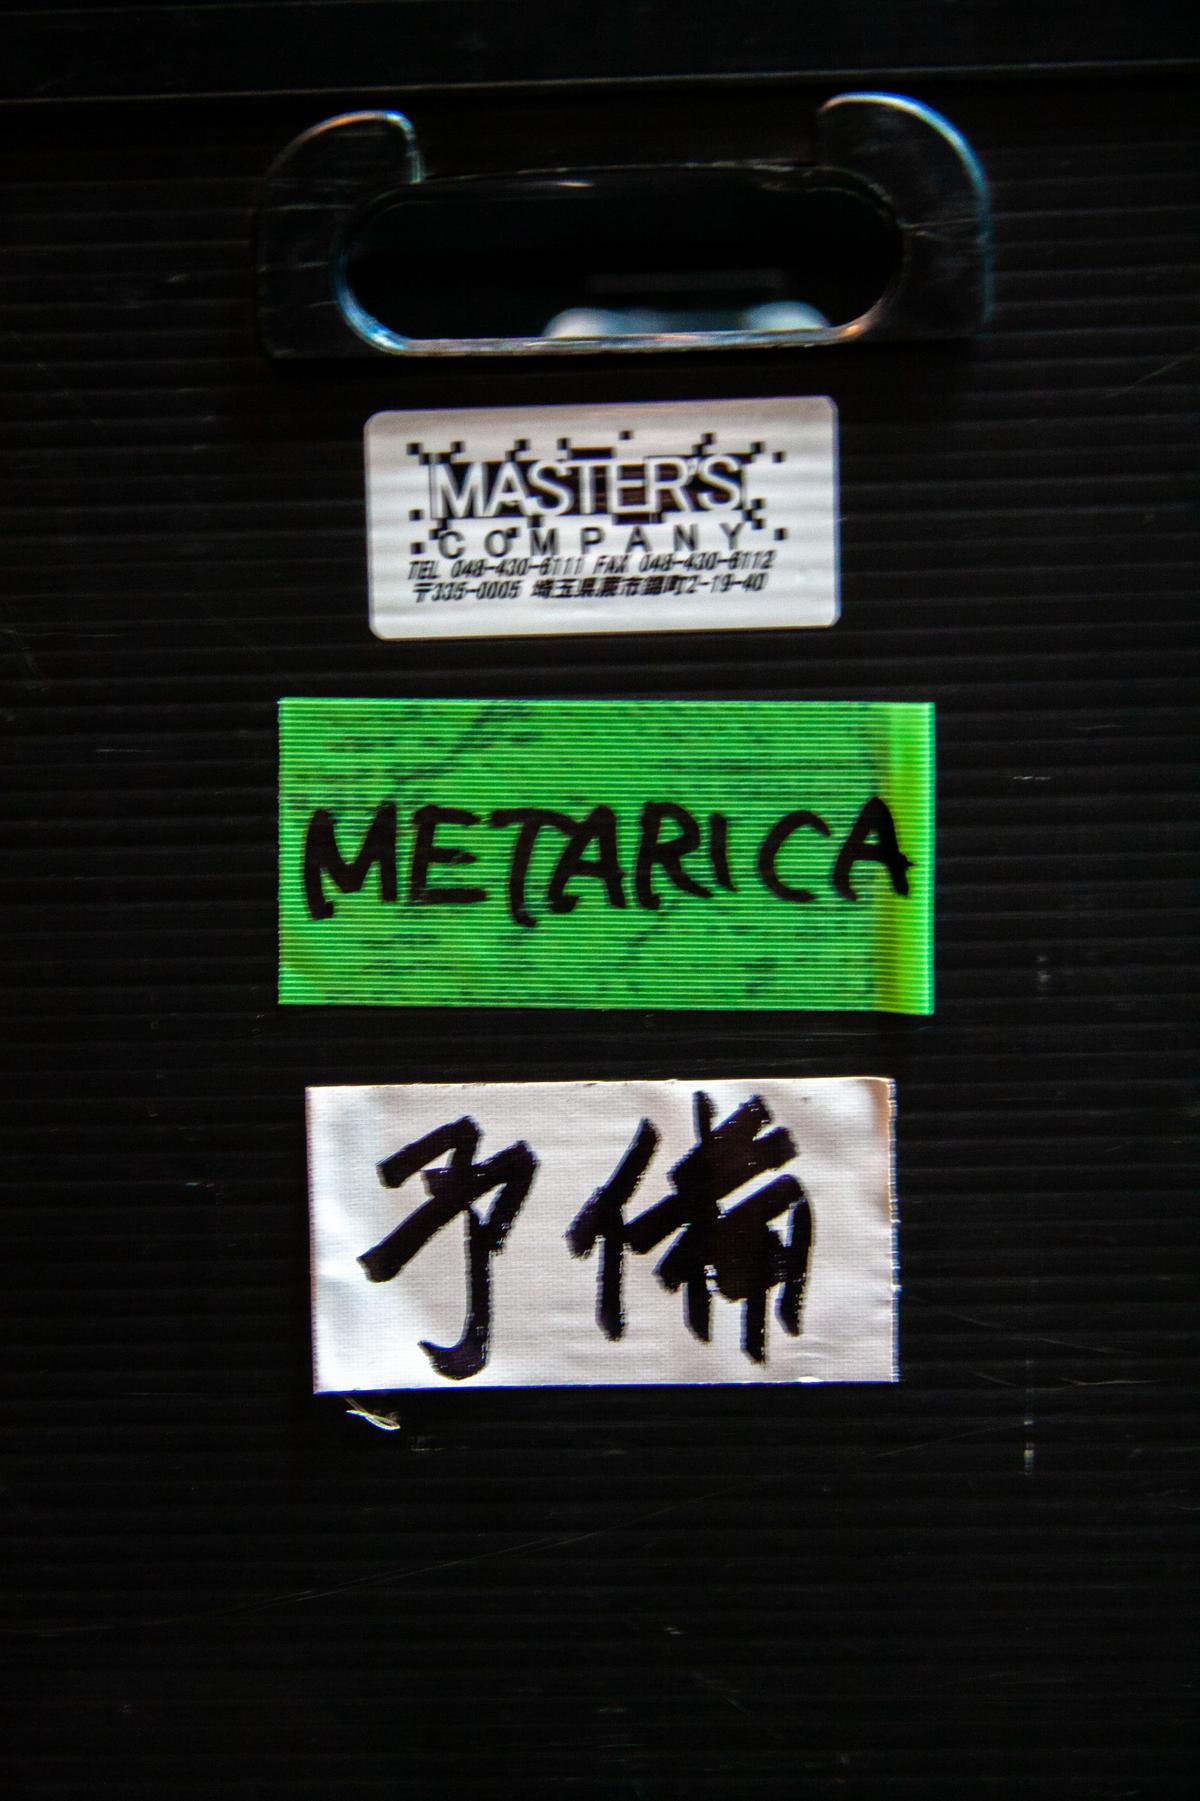 MASTER'S
COMPANY
TEL 048-430-6111 FAX 048-430-6112
〒335-0005 埼玉県蕨市錦町2-19-40
METARICA
予備